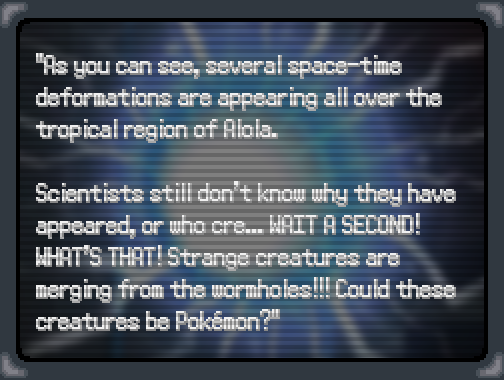 "As you can see, several space-time
deformations are appearing all over the
tropical region of Alola.
Scientists still don't know why they have
appeared, or who cre... WAIT A SECOND!
WHAT'S THAT! Strange creatures are
merging from the wormholes!!! Could these
creatures be Pokémon?"